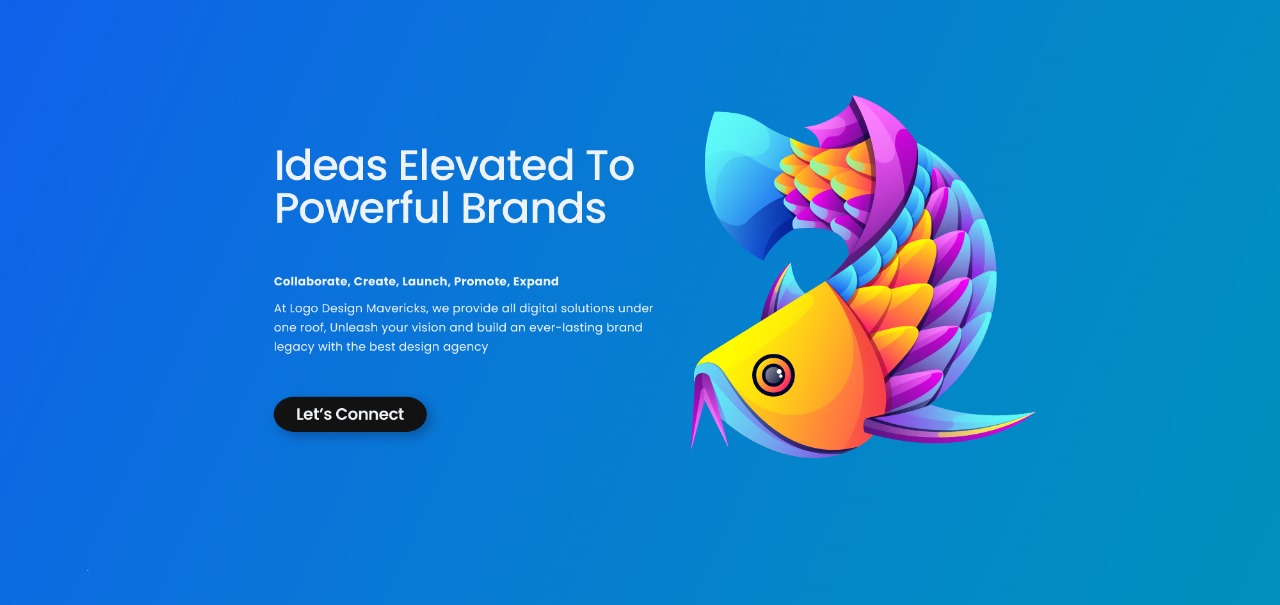 Ideas Elevated To
Powerful Brands
Collaborate, Create, Launch, Promote, Expand
At Logo Design Mavericks, we provide all digital solutions under
one roof, Unleash your vision and build an ever-lasting brand
legacy with the best design agency
Let's Connect